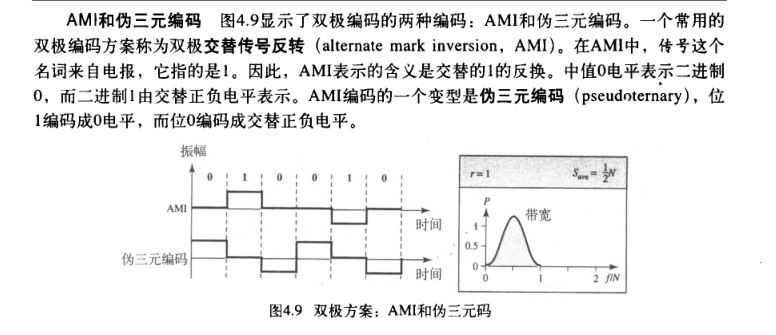 AMI和伪三元编码 图4.9显示了双极编码的两种编码：AMI和伪三元编码。一个常用的
双极编码方案称为双极交替传号反转（alternate mark inversion，AMI）。在AMI中，传号这个
名词来自电报，它指的是1。因此，AMI表示的含义是交替的1的反换。中值0电平表示二进制
0，而二进制1由交替正负电平表示。AMI编码的一个变型是伪三元编码（pseudoternary），位
1编码成0电平，而位0编码成交替正负电平。
振幅
0 1 0 0 1 0
AMI
时间
伪三元编码
时间
r=1 Save=1/2N
P
带宽
1
0.5
0
0 1 2 f/N
图4.9 双极方案：AMI和伪三元码